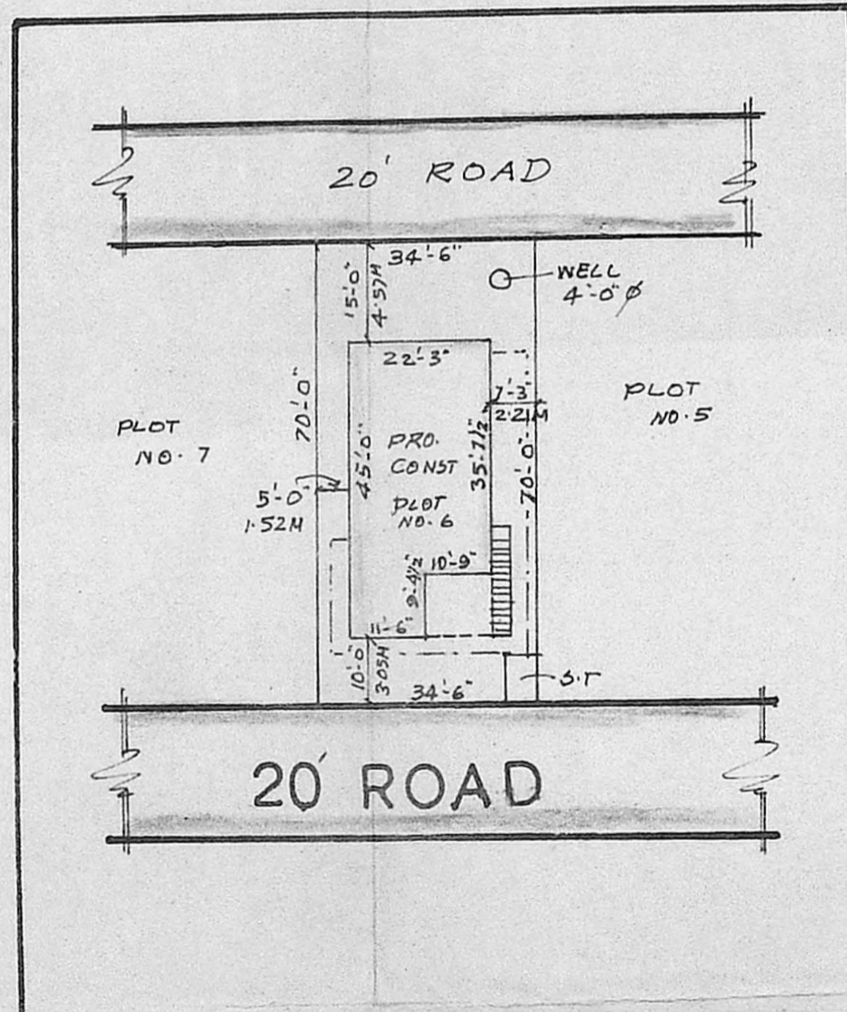 20' ROAD
34'-6"
WELL
4'-0" φ
15'-0"
4.57M
22'-3"
7'-3"
2.21M
PLOT
NO. 5
PLOT
NO. 7
70'-0"
45'-0"
PRO.
CONST
PLOT
NO. 6
35'-7½"
70'-0"
5'-0"
1.52M
10'-9"
9'-4½"
11'-6"
10'-0"
3.05M
34'-6"
S.T
20' ROAD